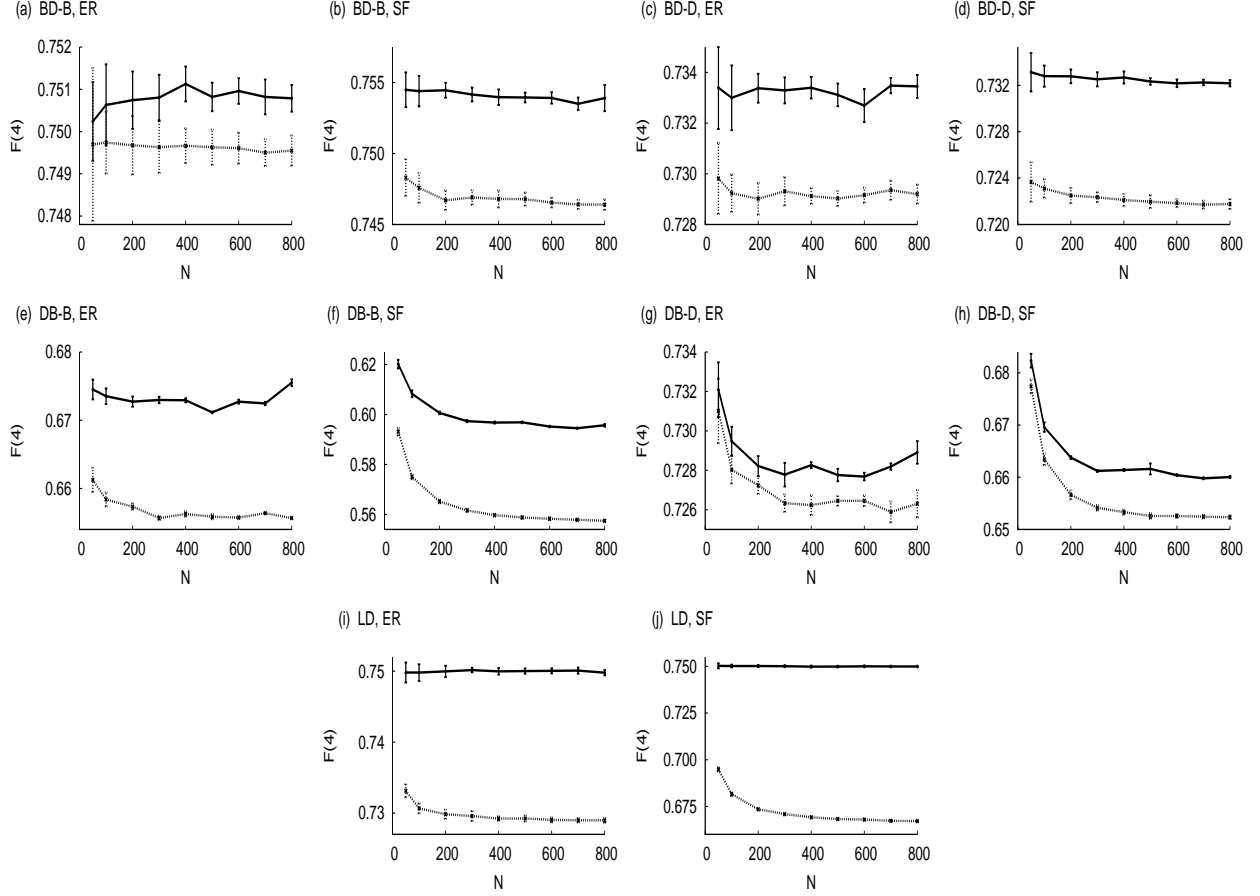 (a) BD-B, ER
(b) BD-B, SF
(c) BD-D, ER
(d) BD-D, SF
0.752
0.751
0.750
0.749
0.748
F(4)
0 200 400 600 800
N
0.755
0.750
0.745
F(4)
0 200 400 600 800
N
0.734
0.732
0.730
0.728
F(4)
0 200 400 600 800
N
0.732
0.728
0.724
0.720
F(4)
0 200 400 600 800
N
(e) DB-B, ER
(f) DB-B, SF
(g) DB-D, ER
(h) DB-D, SF
0.68
0.67
0.66
F(4)
0 200 400 600 800
N
0.62
0.60
0.58
0.56
F(4)
0 200 400 600 800
N
0.734
0.732
0.730
0.728
0.726
F(4)
0 200 400 600 800
N
0.68
0.67
0.66
0.65
F(4)
0 200 400 600 800
N
(i) LD, ER
(j) LD, SF
0.75
0.74
0.73
F(4)
0 200 400 600 800
N
0.750
0.725
0.700
0.675
F(4)
0 200 400 600 800
N